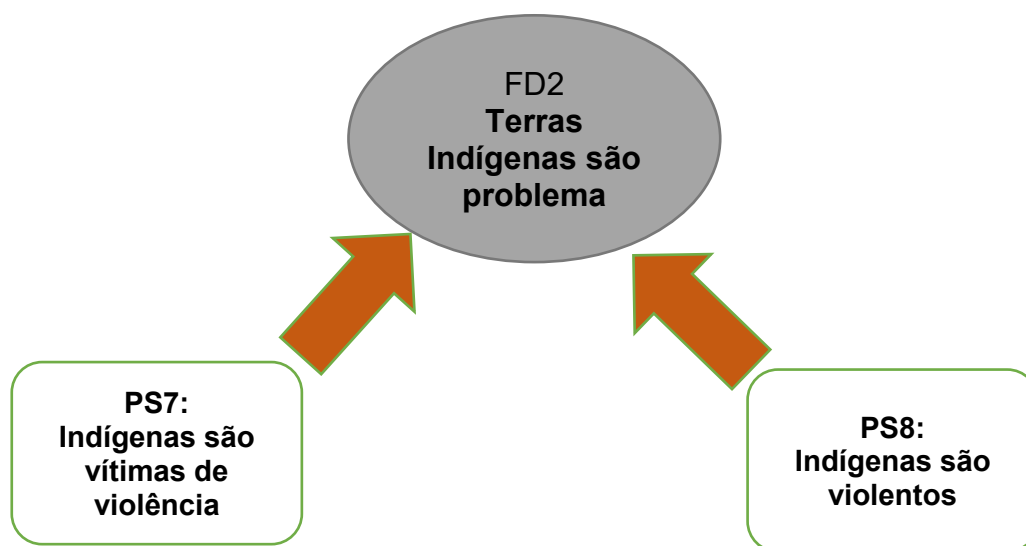 FD2
Terras
Indígenas são
problema
PS7:
Indígenas são
vítimas de
violência
PS8:
Indígenas são
violentos